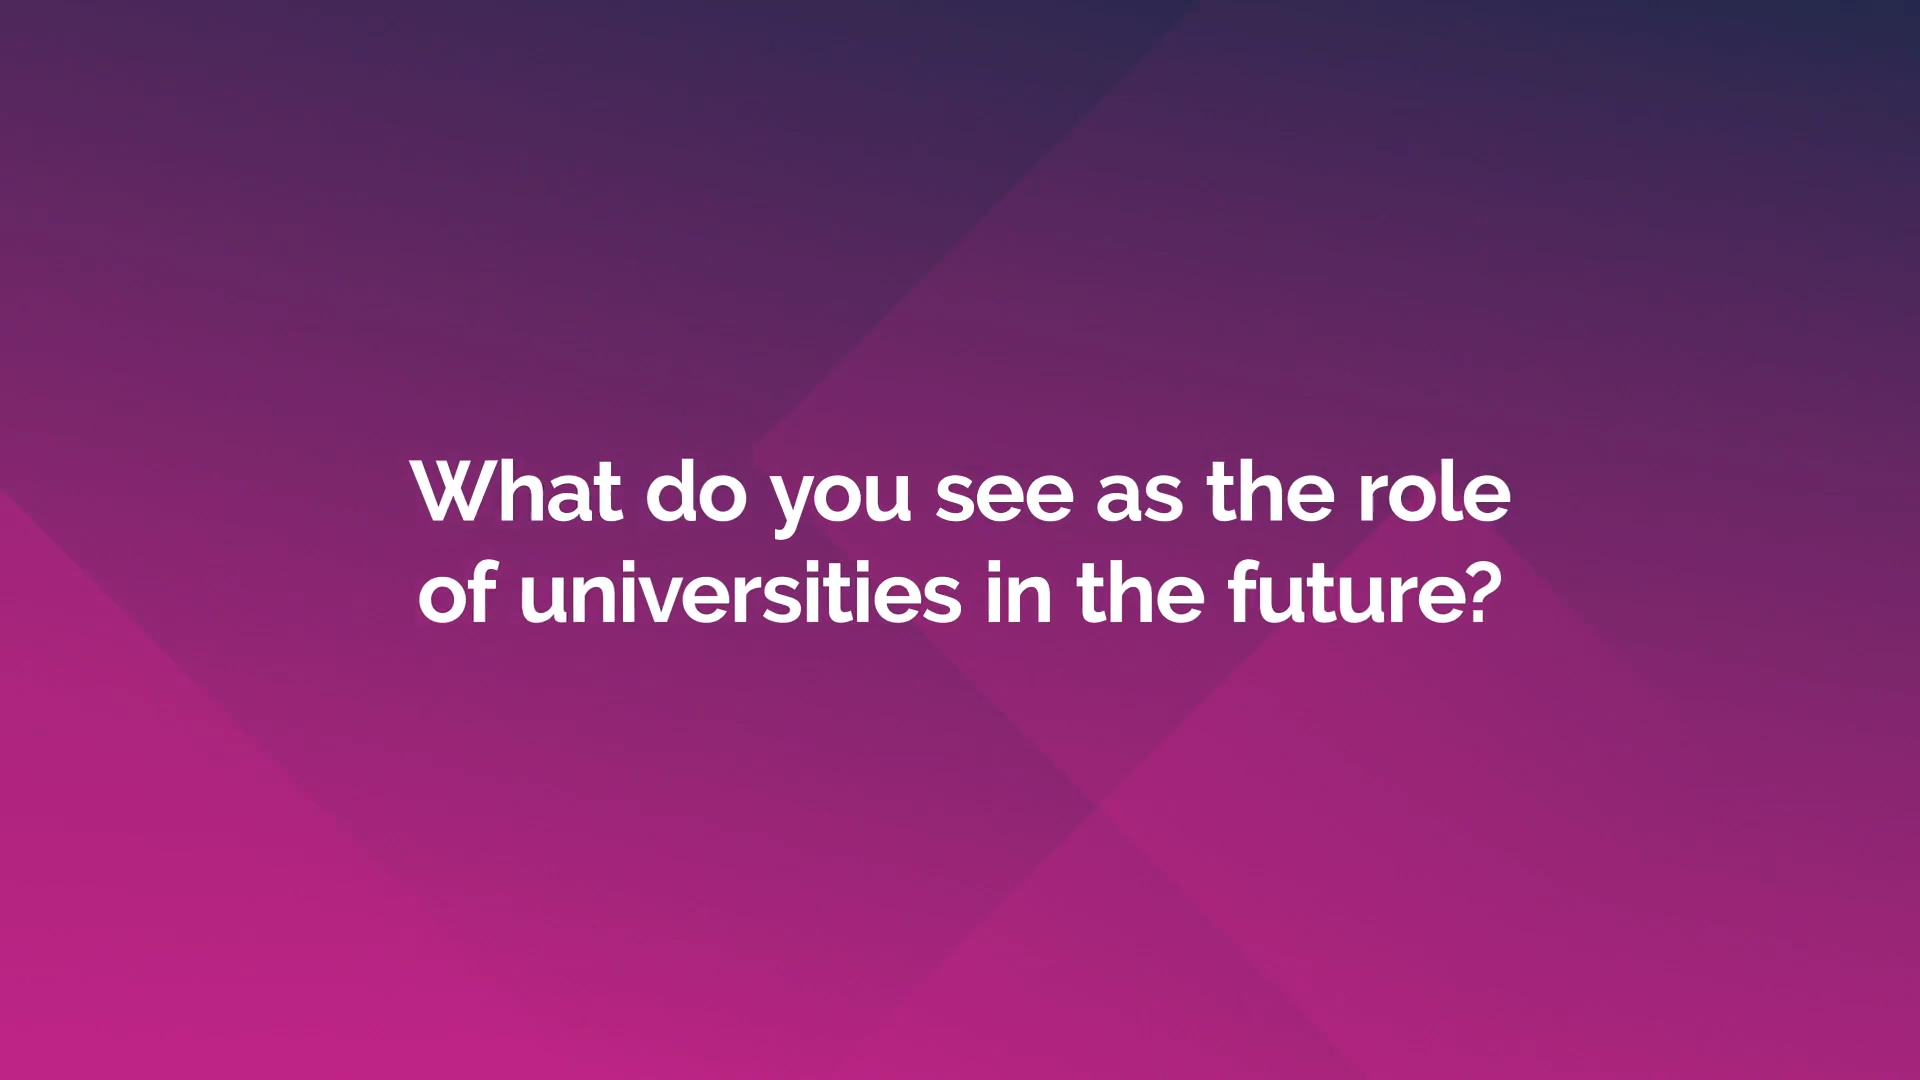 What do you see as the role
of universities in the future?